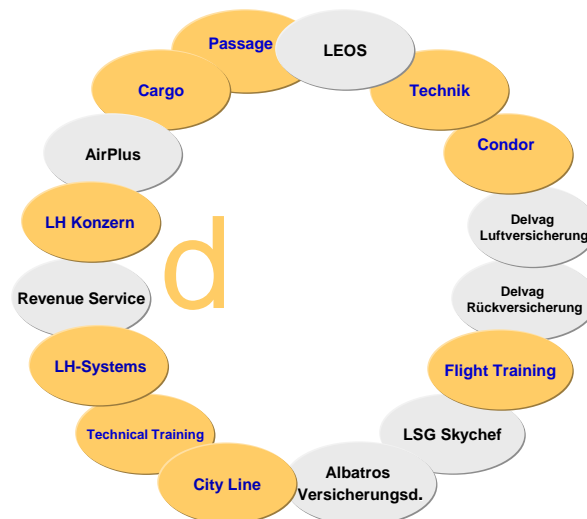 Passage
LEOS
Cargo
Technik
AirPlus
Condor
LH Konzern
d
Delvag
Luftversicherung
Revenue Service
Delvag
Rückversicherung
LH-Systems
Flight Training
Technical Training
LSG Skychef
City Line
Albatros
Versicherungsd.